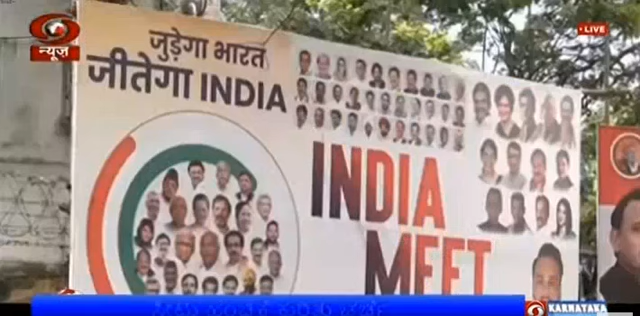 न्यूज़
LIVE
जुड़ेगा भारत
जीतेगा INDIA
INDIA
MEET
KARNATAKA